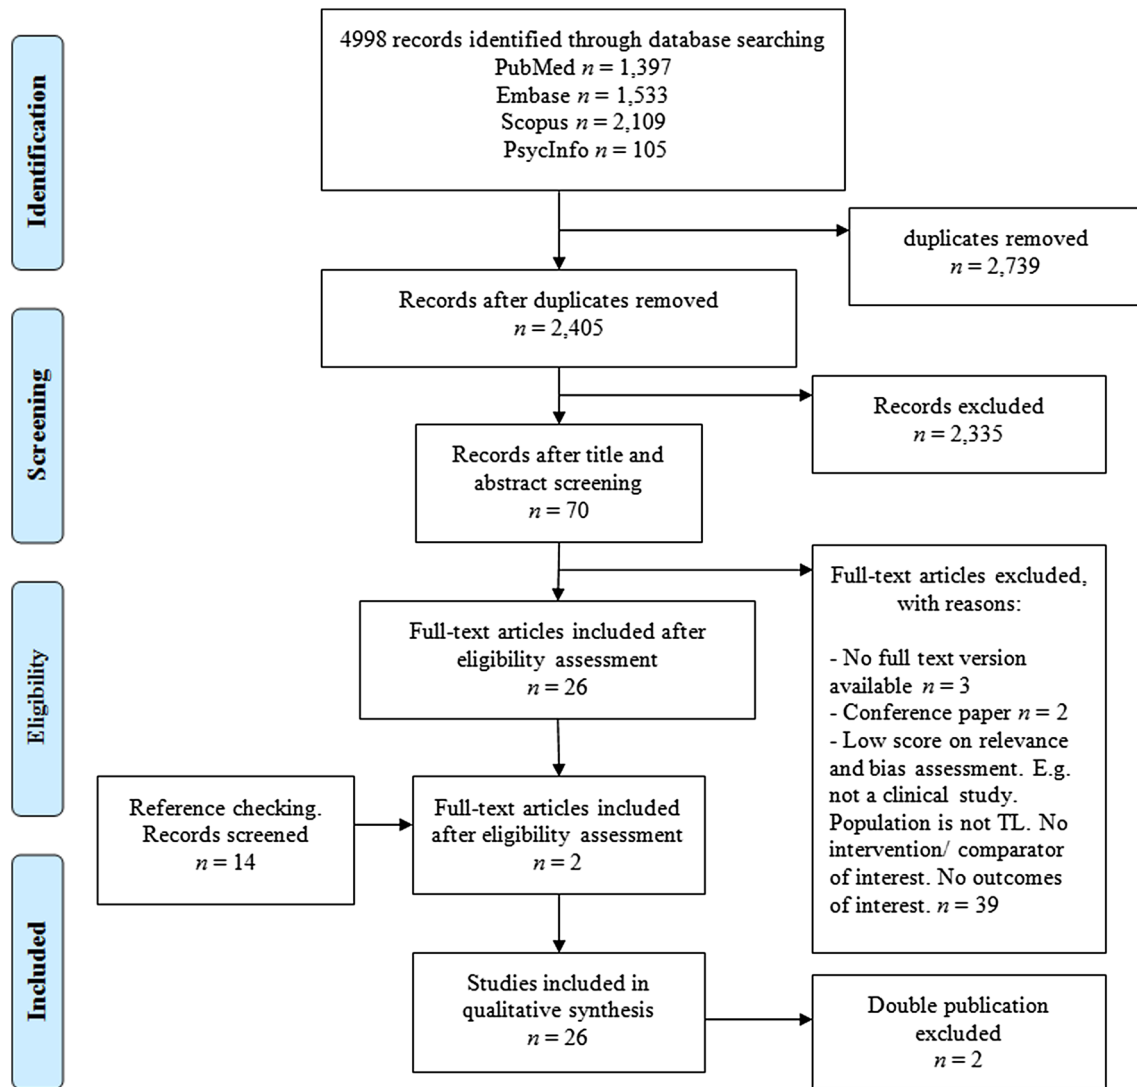 Identification
4998 records identified through database searching
PubMed n = 1,397
Embase n = 1,533
Scopus n = 2,109
PsycInfo n = 105
duplicates removed
n = 2,739
Records after duplicates removed
n = 2,405
Screening
Records excluded
n = 2,335
Records after title and
abstract screening
n = 70
Eligibility
Full-text articles excluded,
with reasons:
- No full text version
available n = 3
- Conference paper n = 2
- Low score on relevance
and bias assessment. E.g.
not a clinical study.
Population is not TL. No
intervention/ comparator
of interest. No outcomes
of interest. n = 39
Full-text articles included after
eligibility assessment
n = 26
Reference checking.
Records screened
n = 14
Full-text articles included
after eligibility assessment
n = 2
Included
Studies included in
qualitative synthesis
n = 26
Double publication
excluded
n = 2